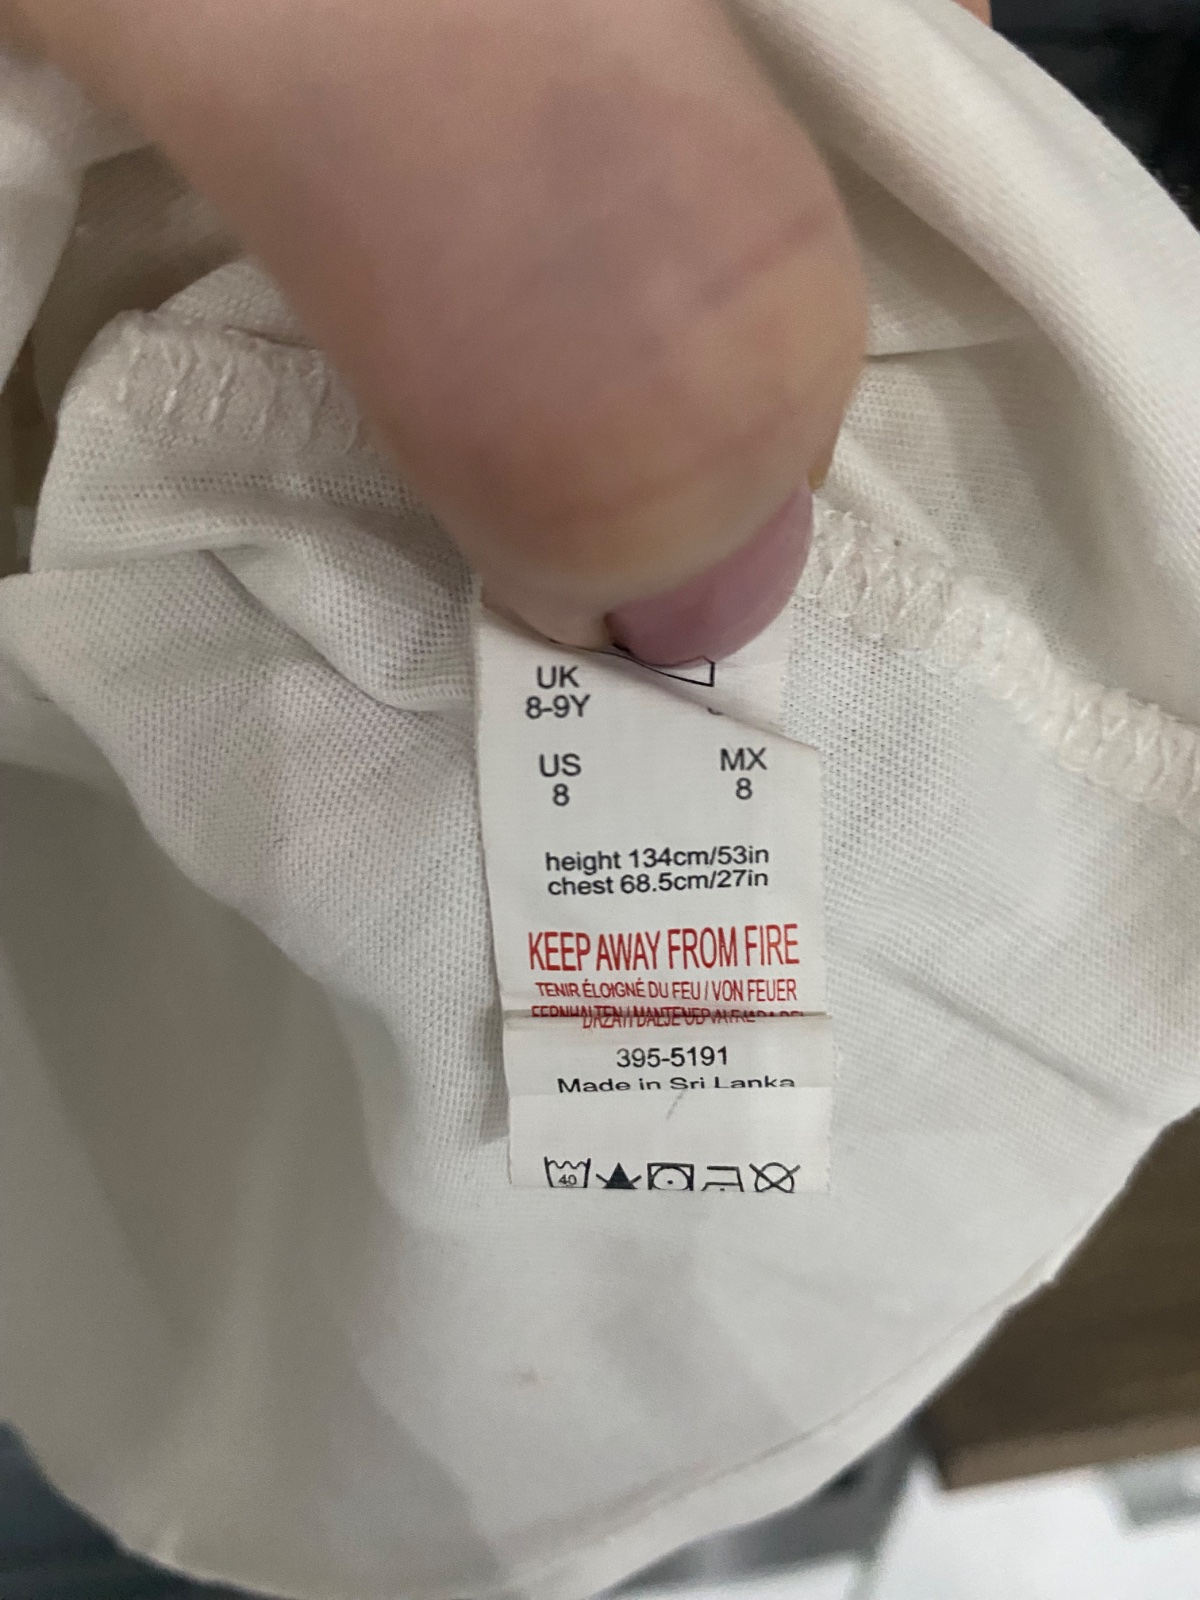 UK
8-9Y
US
8
MX
8
height 134cm/53in
chest 68.5cm/27in
KEEP AWAY FROM FIRE
TENIR ÉLOIGNÉ DU FEU / VON FEUER
395-5191
Made in Sri Lanka
40